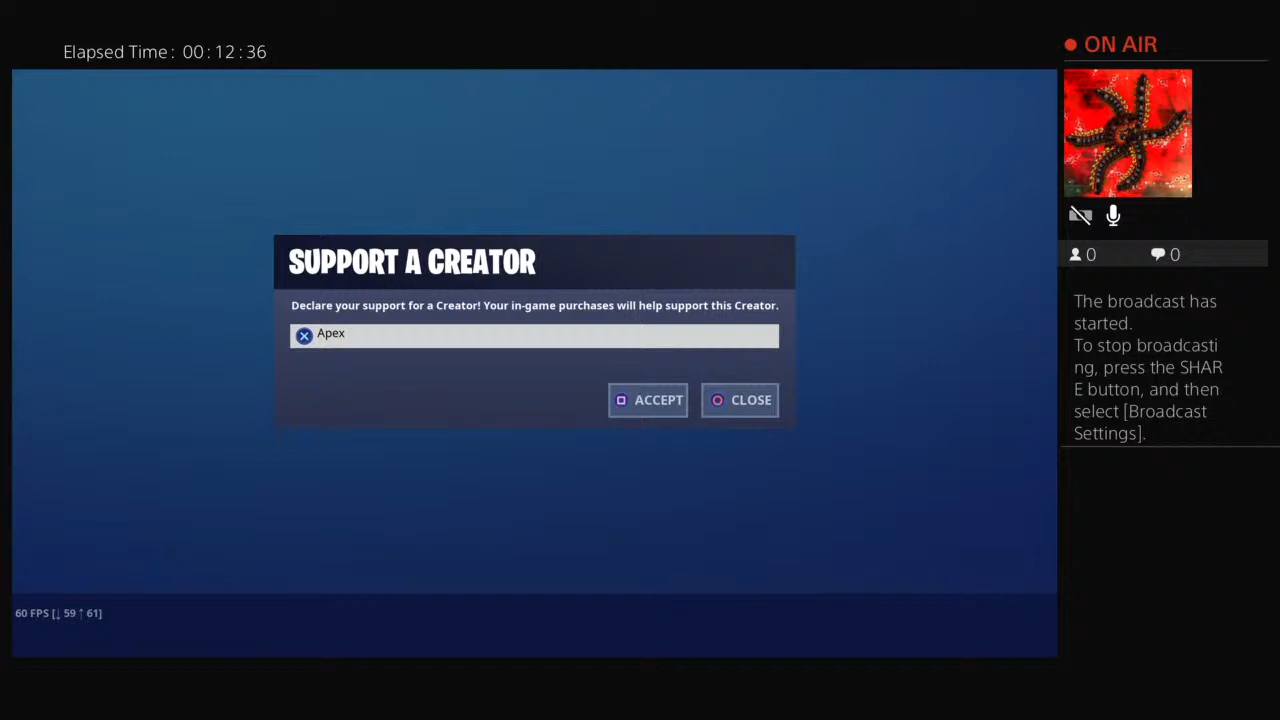 Elapsed Time: 00:12:36
ON AIR
SUPPORT A CREATOR
Declare your support for a Creator! Your in-game purchases will help support this Creator.
Apex
ACCEPT
CLOSE
60 FPS [↓ 59 ↑ 61]
0
0
The broadcast has
started.
To stop broadcasti
ng, press the SHAR
E button, and then
select [Broadcast
Settings].